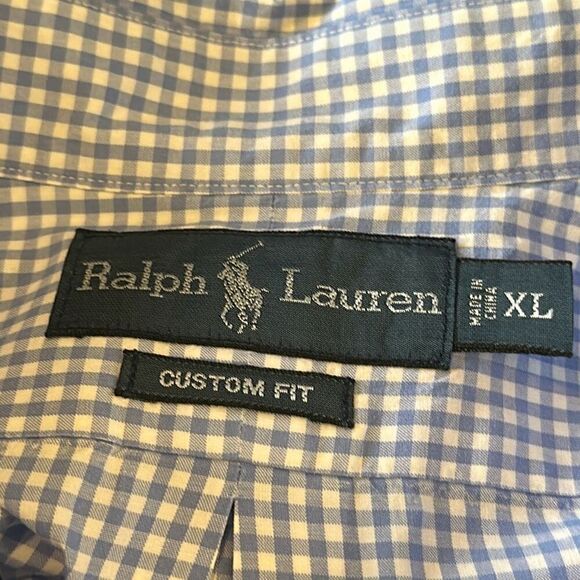 Ralph Lauren
MADE IN
CHINA
XL
CUSTOM FIT